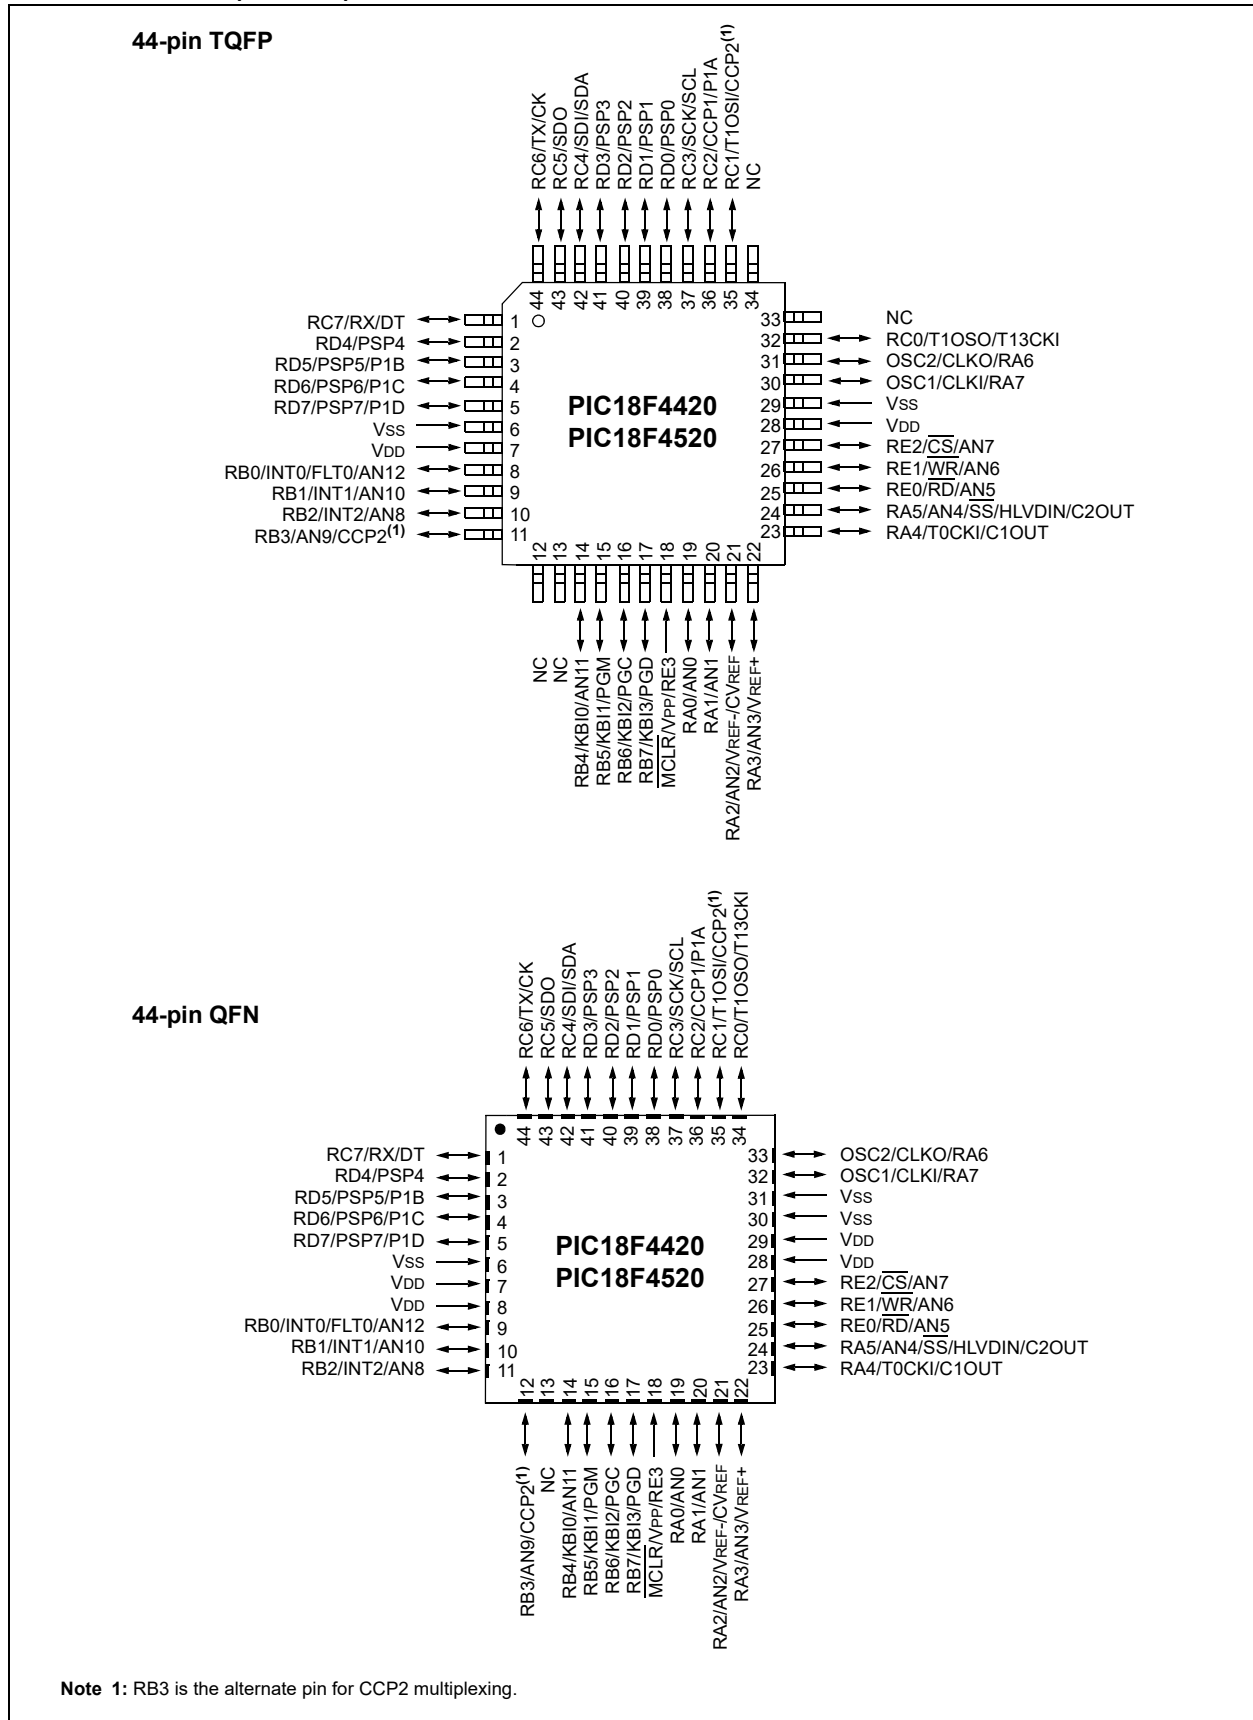 44-pin TQFP
RC6/TX/CK
RC5/SDO
RC4/SDI/SDA
RD3/PSP3
RD2/PSP2
RD1/PSP1
RD0/PSP0
RC3/SCK/SCL
RC2/CCP1/P1A
RC1/T1OSI/CCP2(1)
NC
44
43
42
41
40
39
38
37
36
35
34
RC7/RX/DT 1
RD4/PSP4 2
RD5/PSP5/P1B 3
RD6/PSP6/P1C 4
RD7/PSP7/P1D 5
VSS 6
VDD 7
RB0/INT0/FLT0/AN12 8
RB1/INT1/AN10 9
RB2/INT2/AN8 10
RB3/AN9/CCP2(1) 11
PIC18F4420
PIC18F4520
33 NC
32 RC0/T1OSO/T13CKI
31 OSC2/CLKO/RA6
30 OSC1/CLKI/RA7
29 VSS
28 VDD
27 RE2/CS/AN7
26 RE1/WR/AN6
25 RE0/RD/AN5
24 RA5/AN4/SS/HLVDIN/C2OUT
23 RA4/T0CKI/C1OUT
12
13
14
15
16
17
18
19
20
21
22
NC
NC
RB4/KBI0/AN11
RB5/KBI1/PGM
RB6/KBI2/PGC
RB7/KBI3/PGD
MCLR/VPP/RE3
RA0/AN0
RA1/AN1
RA2/AN2/VREF-/CVREF
RA3/AN3/VREF+
44-pin QFN
RC6/TX/CK
RC5/SDO
RC4/SDI/SDA
RD3/PSP3
RD2/PSP2
RD1/PSP1
RD0/PSP0
RC3/SCK/SCL
RC2/CCP1/P1A
RC1/T1OSI/CCP2(1)
RC0/T1OSO/T13CKI
44
43
42
41
40
39
38
37
36
35
34
RC7/RX/DT 1
RD4/PSP4 2
RD5/PSP5/P1B 3
RD6/PSP6/P1C 4
RD7/PSP7/P1D 5
VSS 6
VDD 7
VDD 8
RB0/INT0/FLT0/AN12 9
RB1/INT1/AN10 10
RB2/INT2/AN8 11
PIC18F4420
PIC18F4520
33 OSC2/CLKO/RA6
32 OSC1/CLKI/RA7
31 VSS
30 VSS
29 VDD
28 VDD
27 RE2/CS/AN7
26 RE1/WR/AN6
25 RE0/RD/AN5
24 RA5/AN4/SS/HLVDIN/C2OUT
23 RA4/T0CKI/C1OUT
12
13
14
15
16
17
18
19
20
21
22
RB3/AN9/CCP2(1)
NC
RB4/KBI0/AN11
RB5/KBI1/PGM
RB6/KBI2/PGC
RB7/KBI3/PGD
MCLR/VPP/RE3
RA0/AN0
RA1/AN1
RA2/AN2/VREF-/CVREF
RA3/AN3/VREF+
Note 1: RB3 is the alternate pin for CCP2 multiplexing.